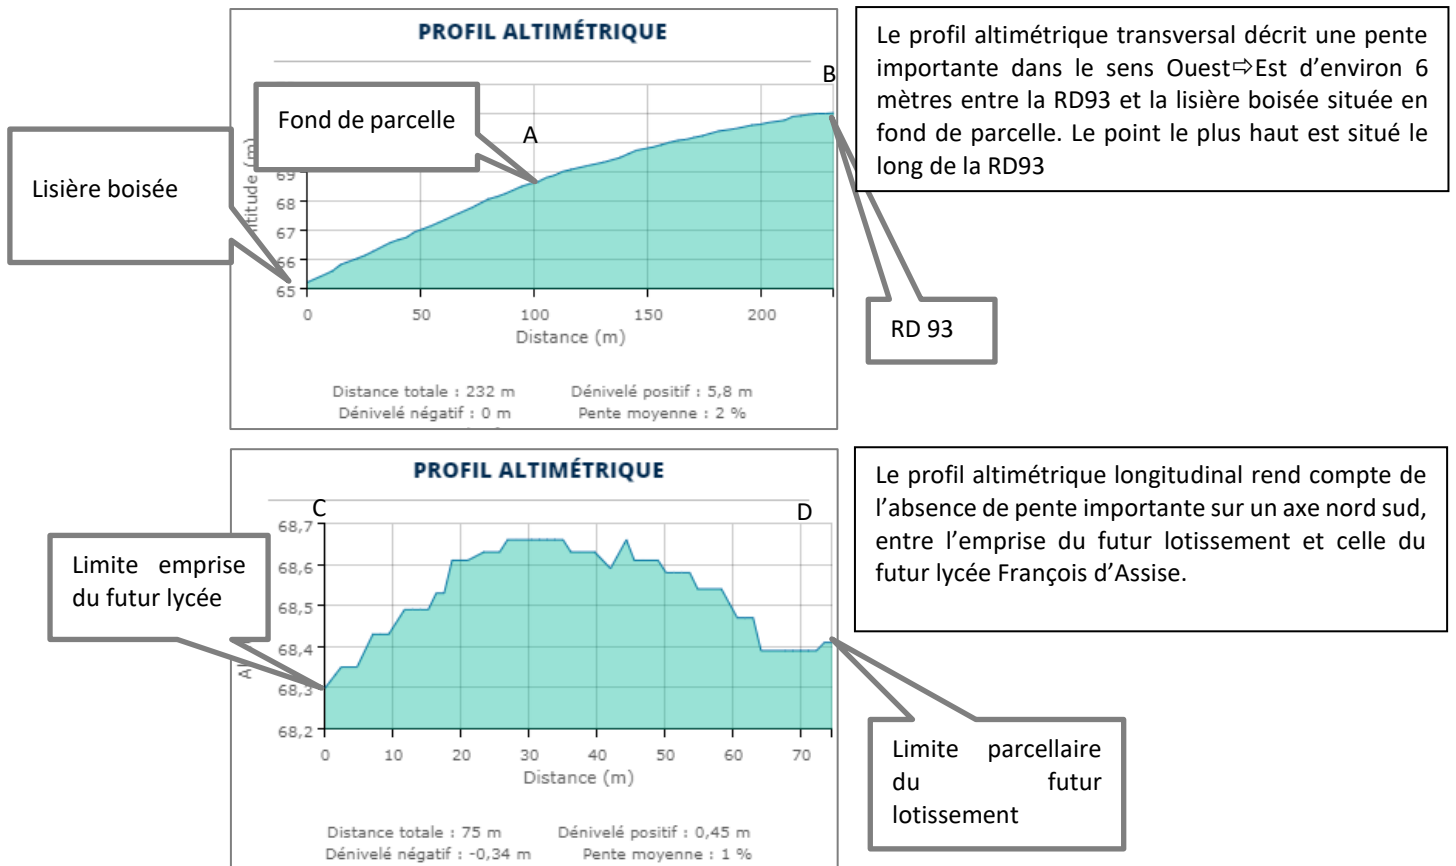 PROFIL ALTIMÉTRIQUE
B
Fond de parcelle
A
Lisière boisée
69
68
67
66
65
0
50
100
150
200
Distance (m)
RD 93
Distance totale : 232 m
Dénivelé positif : 5,8 m
Dénivelé négatif : 0 m
Pente moyenne : 2 %
Le profil altimétrique transversal décrit une pente
importante dans le sens Ouest⇨Est d’environ 6
mètres entre la RD93 et la lisière boisée située en
fond de parcelle. Le point le plus haut est situé le
long de la RD93
PROFIL ALTIMÉTRIQUE
C
D
Limite emprise
du futur lycée
68,7
68,6
68,5
68,4
68,3
68,2
0
10
20
30
40
50
60
70
Distance (m)
Limite parcellaire
du futur
lotissement
Distance totale : 75 m
Dénivelé positif : 0,45 m
Dénivelé négatif : -0,34 m
Pente moyenne : 1 %
Le profil altimétrique longitudinal rend compte de
l’absence de pente importante sur un axe nord sud,
entre l’emprise du futur lotissement et celle du
futur lycée François d’Assise.